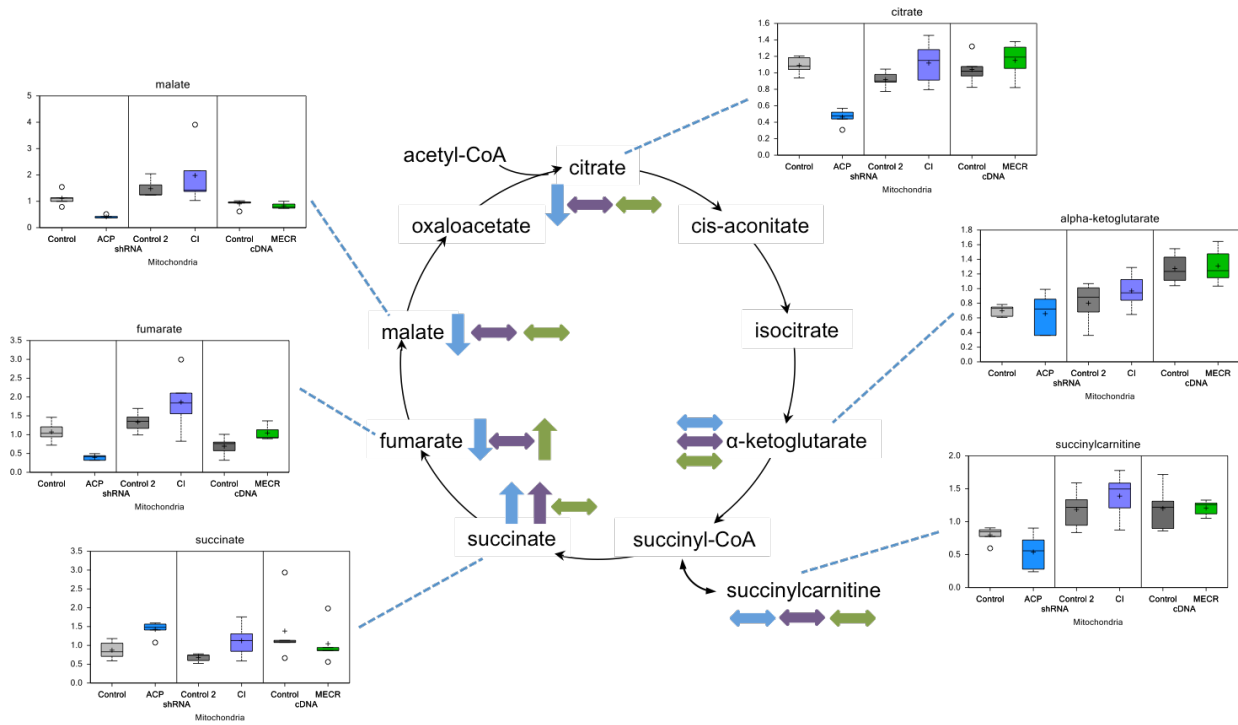 citrate
1.6
1.4
1.2
1.0
0.8
0.6
0.4
0.2
0.0
Control ACP Control 2 CI Control MECR
shRNA cDNA
Mitochondria
malate
5
4
3
2
1
0
Control ACP Control 2 CI Control MECR
shRNA cDNA
Mitochondria
acetyl-CoA
citrate
oxaloacetate
cis-aconitate
malate
isocitrate
fumarate
α-ketoglutarate
succinate
succinyl-CoA
succinylcarnitine
alpha-ketoglutarate
1.8
1.6
1.4
1.2
1.0
0.8
0.6
0.4
0.2
0.0
Control ACP Control 2 CI Control MECR
shRNA cDNA
Mitochondria
fumarate
3.5
3.0
2.5
2.0
1.5
1.0
0.5
0.0
Control ACP Control 2 CI Control MECR
shRNA cDNA
Mitochondria
succinylcarnitine
2.0
1.5
1.0
0.5
0.0
Control ACP Control 2 CI Control MECR
shRNA cDNA
Mitochondria
succinate
3.5
3.0
2.5
2.0
1.5
1.0
0.5
0.0
Control ACP Control 2 CI Control MECR
shRNA cDNA
Mitochondria